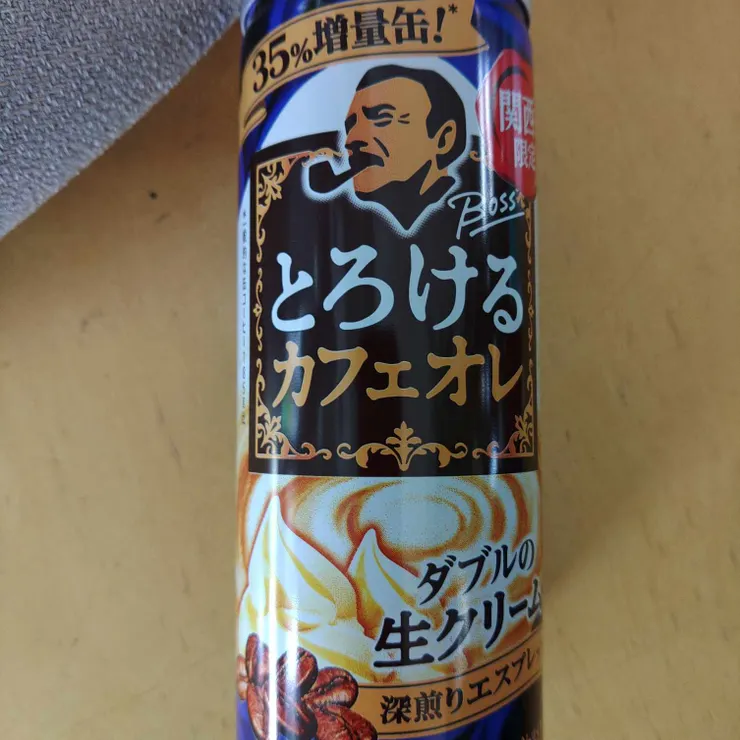 35%増量缶!*
関西
限定
BOSS
とろける
カフェオレ
ダブルの
生クリーム
深煎りエスプレッ